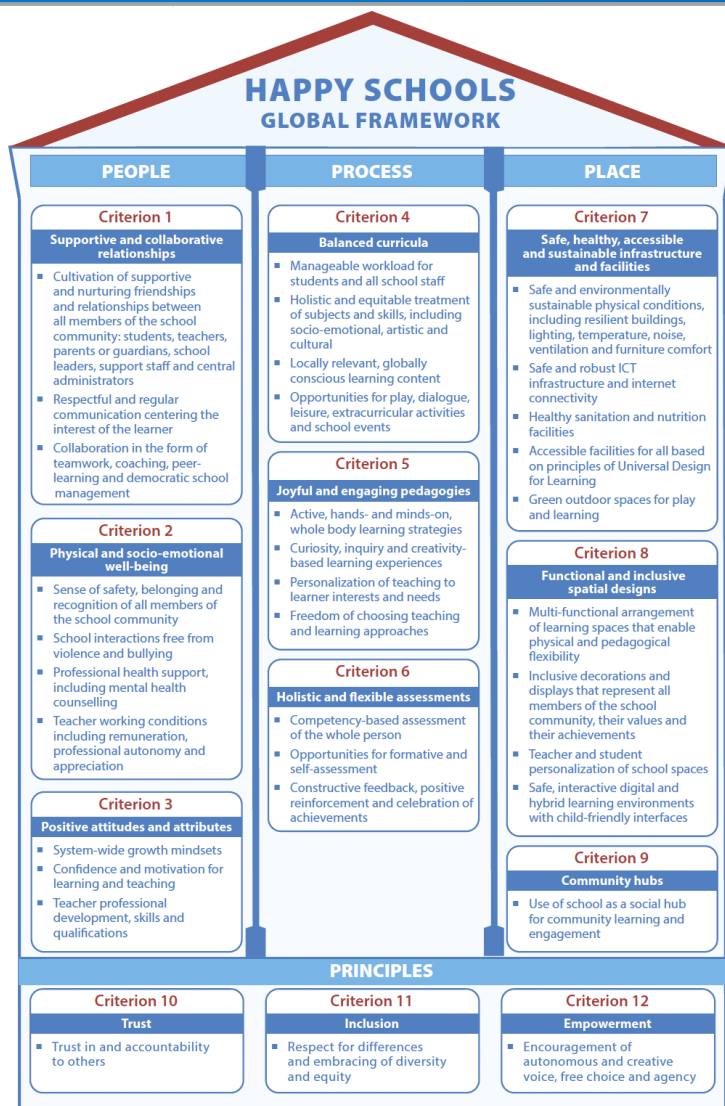 HAPPY SCHOOLS
GLOBAL FRAMEWORK
PEOPLE
Criterion 1
Supportive and collaborative
relationships
▪ Cultivation of supportive
and nurturing friendships
and relationships between
all members of the school
community: students, teachers,
parents or guardians, school
leaders, support staff and central
administrators
▪ Respectful and regular
communication centering the
interest of the learner
▪ Collaboration in the form of
teamwork, coaching, peer-
learning and democratic school
management
Criterion 2
Physical and socio-emotional
well-being
▪ Sense of safety, belonging and
recognition of all members of
the school community
▪ School interactions free from
violence and bullying
▪ Professional health support,
including mental health
counselling
▪ Teacher working conditions
including remuneration,
professional autonomy and
appreciation
Criterion 3
Positive attitudes and attributes
▪ System-wide growth mindsets
▪ Confidence and motivation for
learning and teaching
▪ Teacher professional
development, skills and
qualifications
PROCESS
Criterion 4
Balanced curricula
▪ Manageable workload for
students and all school staff
▪ Holistic and equitable treatment
of subjects and skills, including
socio-emotional, artistic and
cultural
▪ Locally relevant, globally
conscious learning content
▪ Opportunities for play, dialogue,
leisure, extracurricular activities
and school events
Criterion 5
Joyful and engaging pedagogies
▪ Active, hands- and minds-on,
whole body learning strategies
▪ Curiosity, inquiry and creativity-
based learning experiences
▪ Personalization of teaching to
learner interests and needs
▪ Freedom of choosing teaching
and learning approaches
Criterion 6
Holistic and flexible assessments
▪ Competency-based assessment
of the whole person
▪ Opportunities for formative and
self-assessment
▪ Constructive feedback, positive
reinforcement and celebration of
achievements
PLACE
Criterion 7
Safe, healthy, accessible
and sustainable infrastructure
and facilities
▪ Safe and environmentally
sustainable physical conditions,
including resilient buildings,
lighting, temperature, noise,
ventilation and furniture comfort
▪ Safe and robust ICT
infrastructure and internet
connectivity
▪ Healthy sanitation and nutrition
facilities
▪ Accessible facilities for all based
on principles of Universal Design
for Learning
▪ Green outdoor spaces for play
and learning
Criterion 8
Functional and inclusive
spatial designs
▪ Multi-functional arrangement
of learning spaces that enable
physical and pedagogical
flexibility
▪ Inclusive decorations and
displays that represent all
members of the school
community, their values and
their achievements
▪ Teacher and student
personalization of school spaces
▪ Safe, interactive digital and
hybrid learning environments
with child-friendly interfaces
Criterion 9
Community hubs
▪ Use of school as a social hub
for community learning and
engagement
PRINCIPLES
Criterion 10
Trust
▪ Trust in and accountability
to others
Criterion 11
Inclusion
▪ Respect for differences
and embracing of diversity
and equity
Criterion 12
Empowerment
▪ Encouragement of
autonomous and creative
voice, free choice and agency